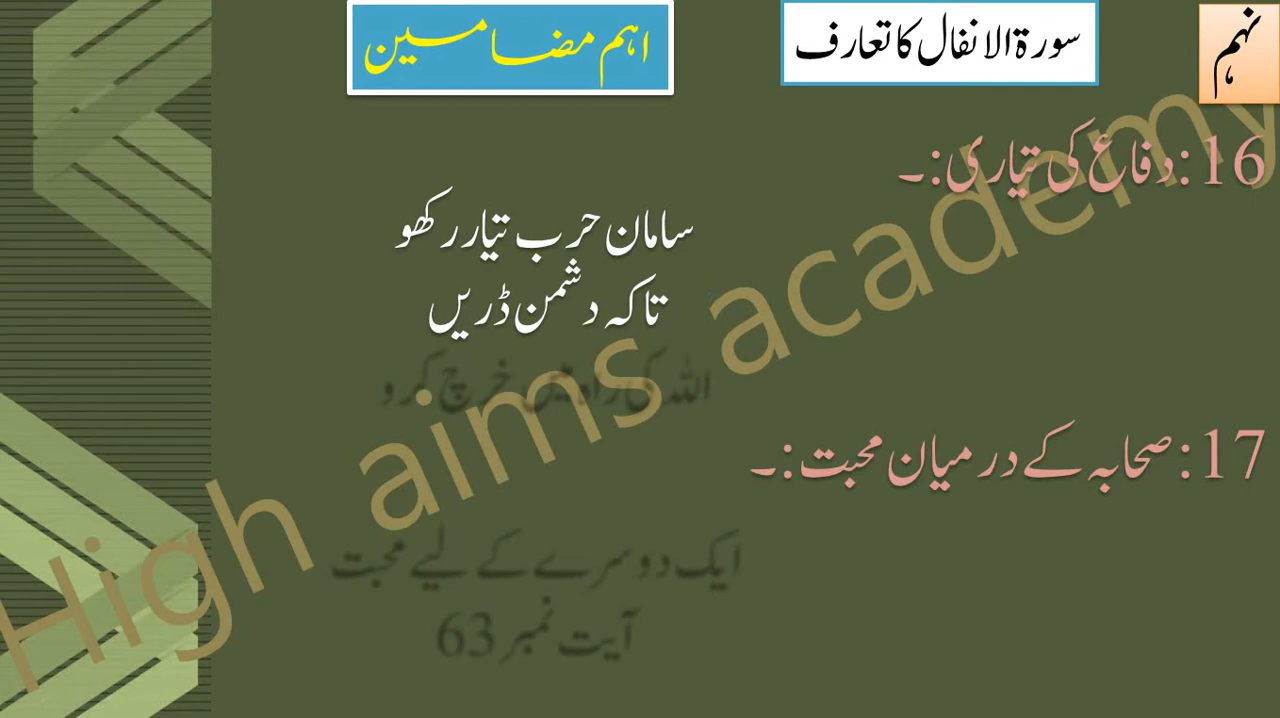 نہم
سورۃ الانفال کا تعارف
اہم مضامین
16:دفاع کی تیاری:۔
سامان حرب تیار رکھو
تاکہ دشمن ڈریں
اللہ کی راہ میں خرچ کرو
17:صحابہ کے درمیان محبت:۔
ایک دوسرے کے لیے محبت
آیت نمبر 63
High aims academy